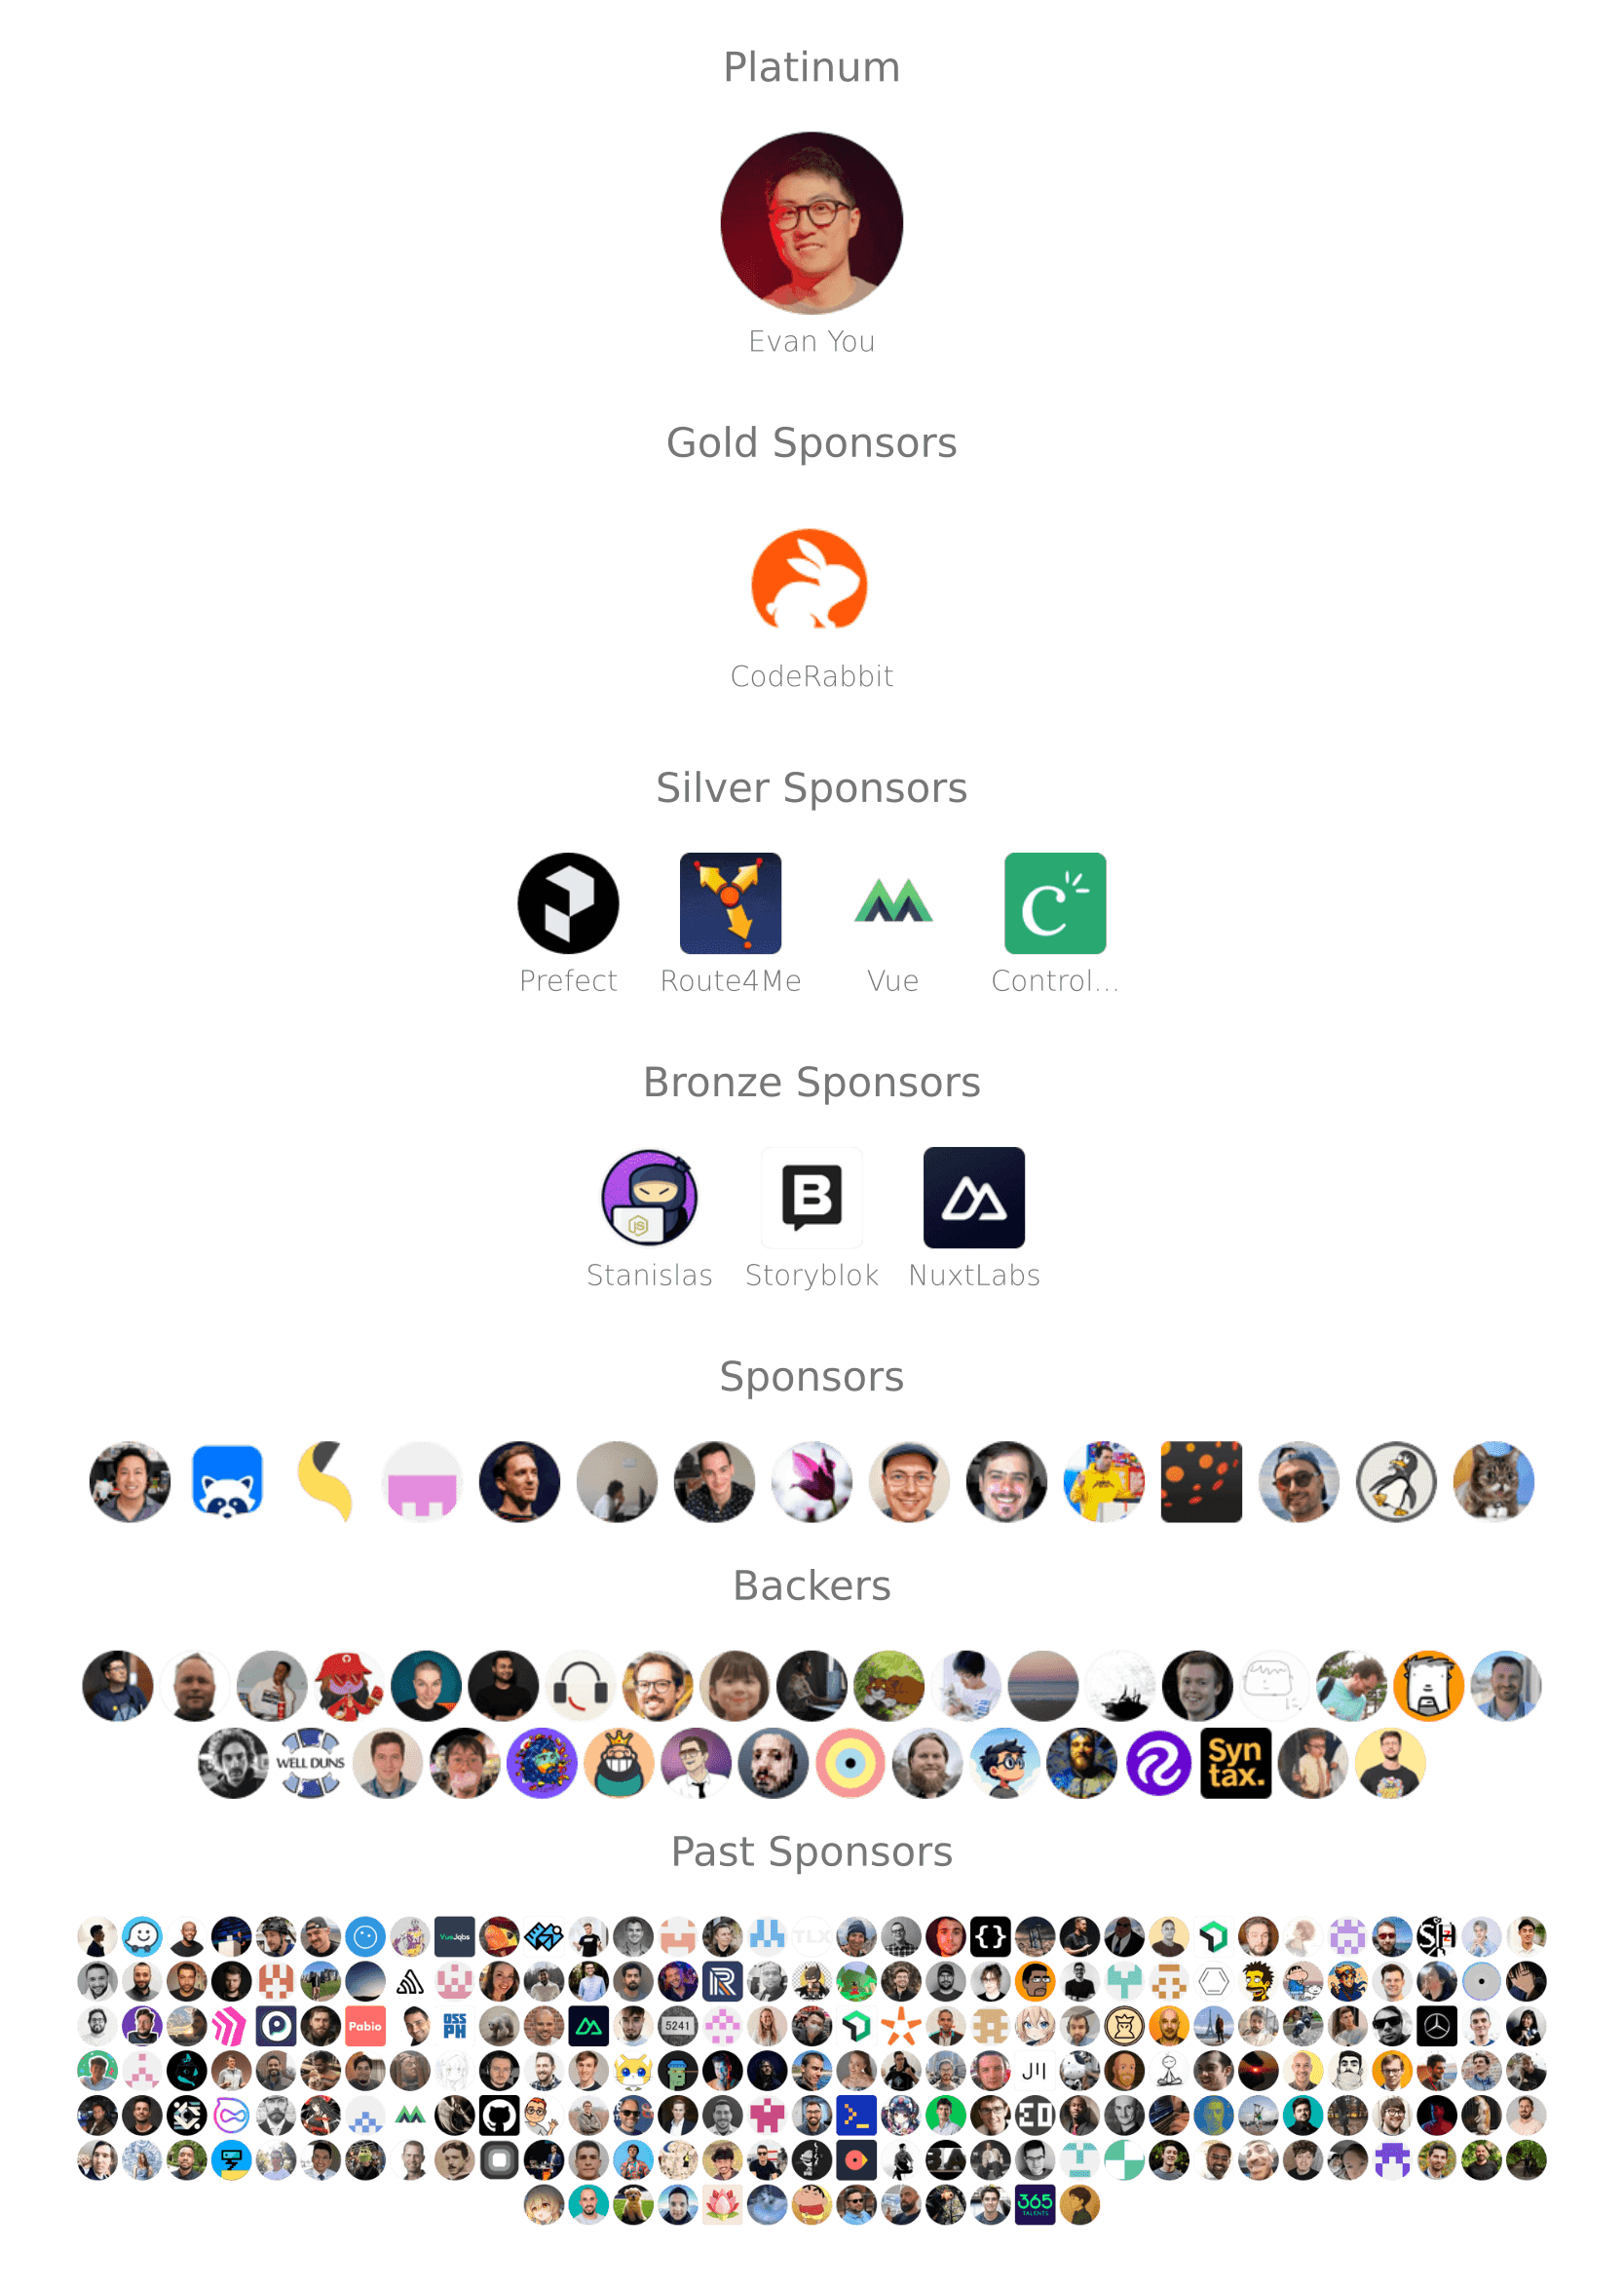 Platinum
Evan You
Gold Sponsors
CodeRabbit
Silver Sponsors
Prefect Route4Me Vue Control...
Bronze Sponsors
Stanislas Storyblok NuxtLabs
Sponsors
Backers
WELL DUNS
Syn
tax.
Past Sponsors
VueJobs
TLX
Pabio
OSS
PH
5241
365
TALENTS